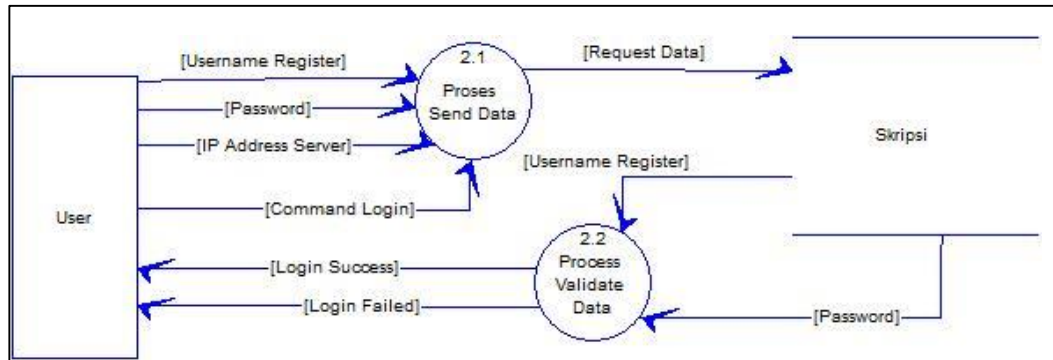 [Username Register]
[Password]
[IP Address Server]
[Command Login]
User
2.1
Proses
Send Data
[Request Data]
Skripsi
[Username Register]
2.2
Process
Validate
Data
[Login Success]
[Login Failed]
[Password]